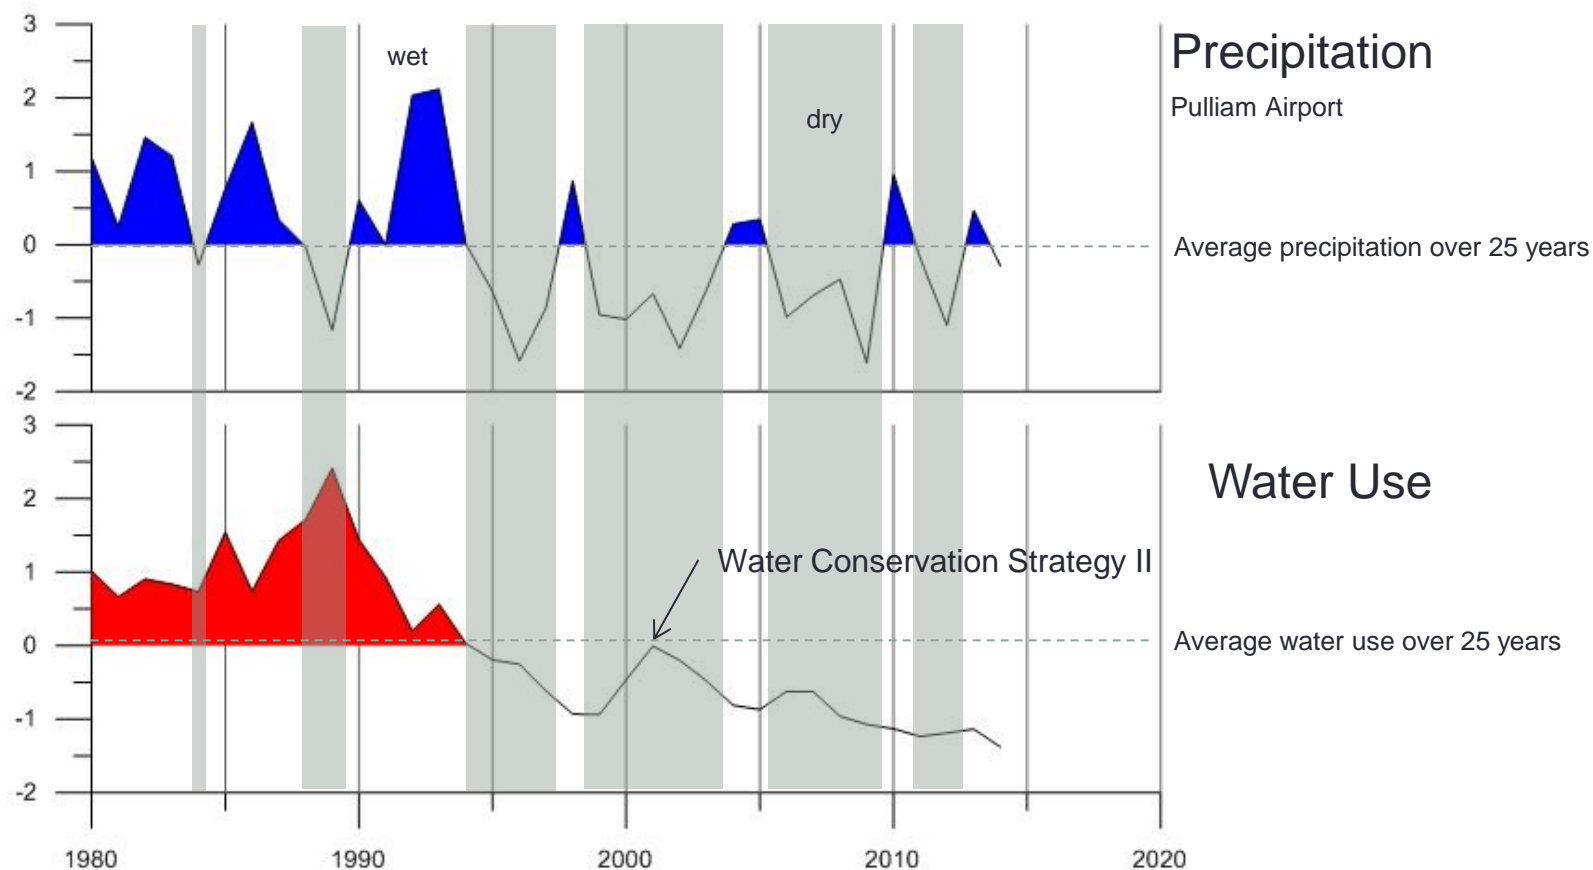 3
2
1
0
-1
-2
wet
dry
Precipitation
Pulliam Airport
Average precipitation over 25 years
3
2
1
0
-1
-2
Water Use
Water Conservation Strategy II
Average water use over 25 years
1980 1990 2000 2010 2020